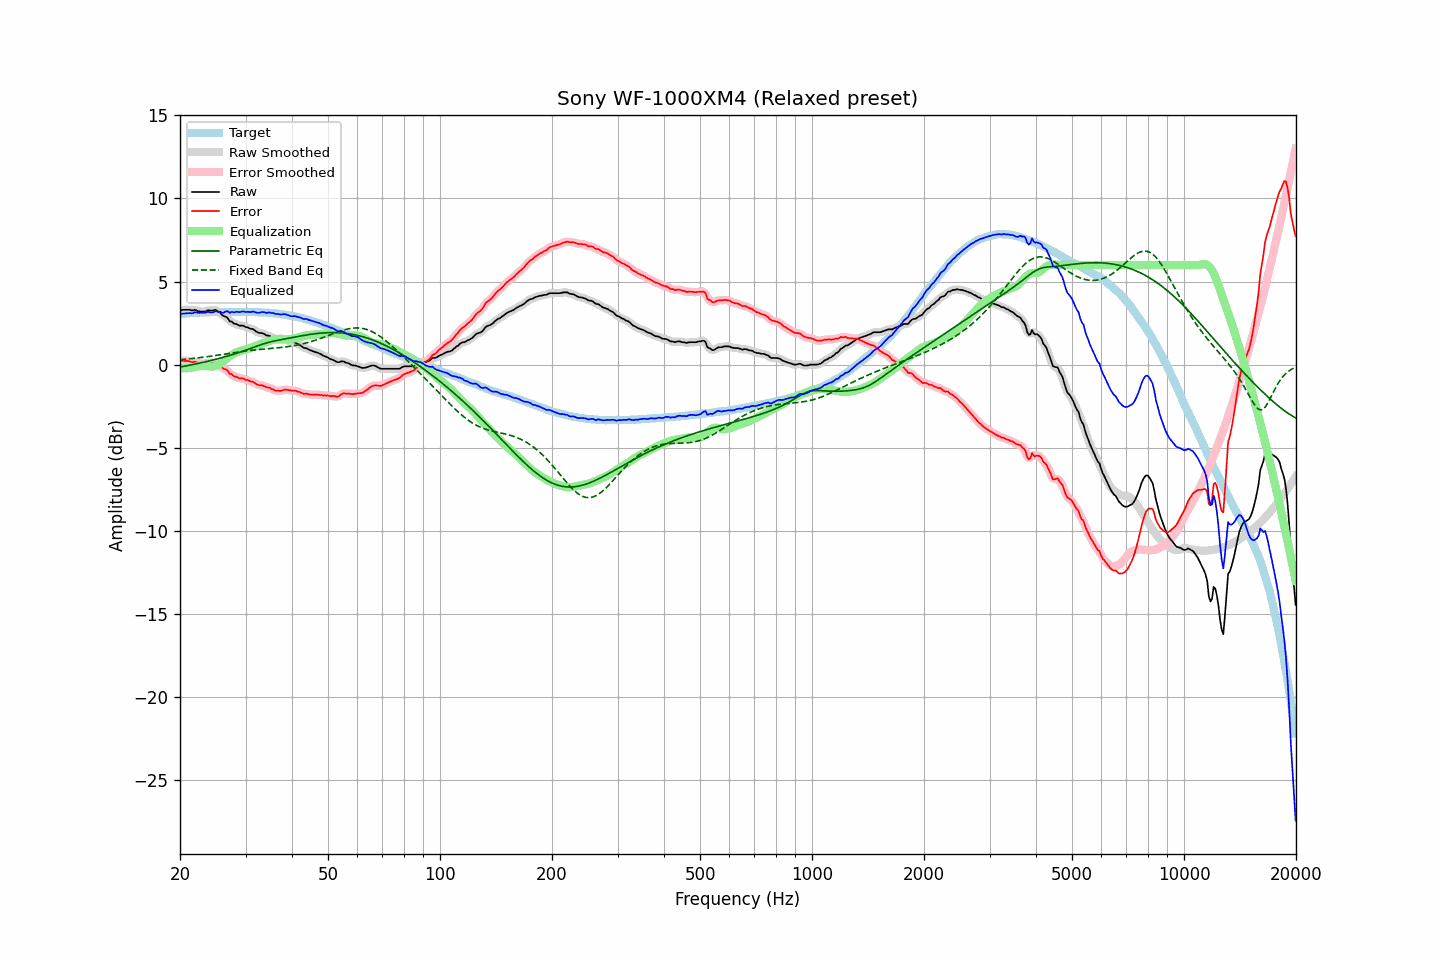 Sony WF-1000XM4 (Relaxed preset)
Amplitude (dBr)
15
10
5
0
−5
−10
−15
−20
−25
Target
Raw Smoothed
Error Smoothed
Raw
Error
Equalization
Parametric Eq
Fixed Band Eq
Equalized
20
50
100
200
500
1000
2000
5000
10000
20000
Frequency (Hz)